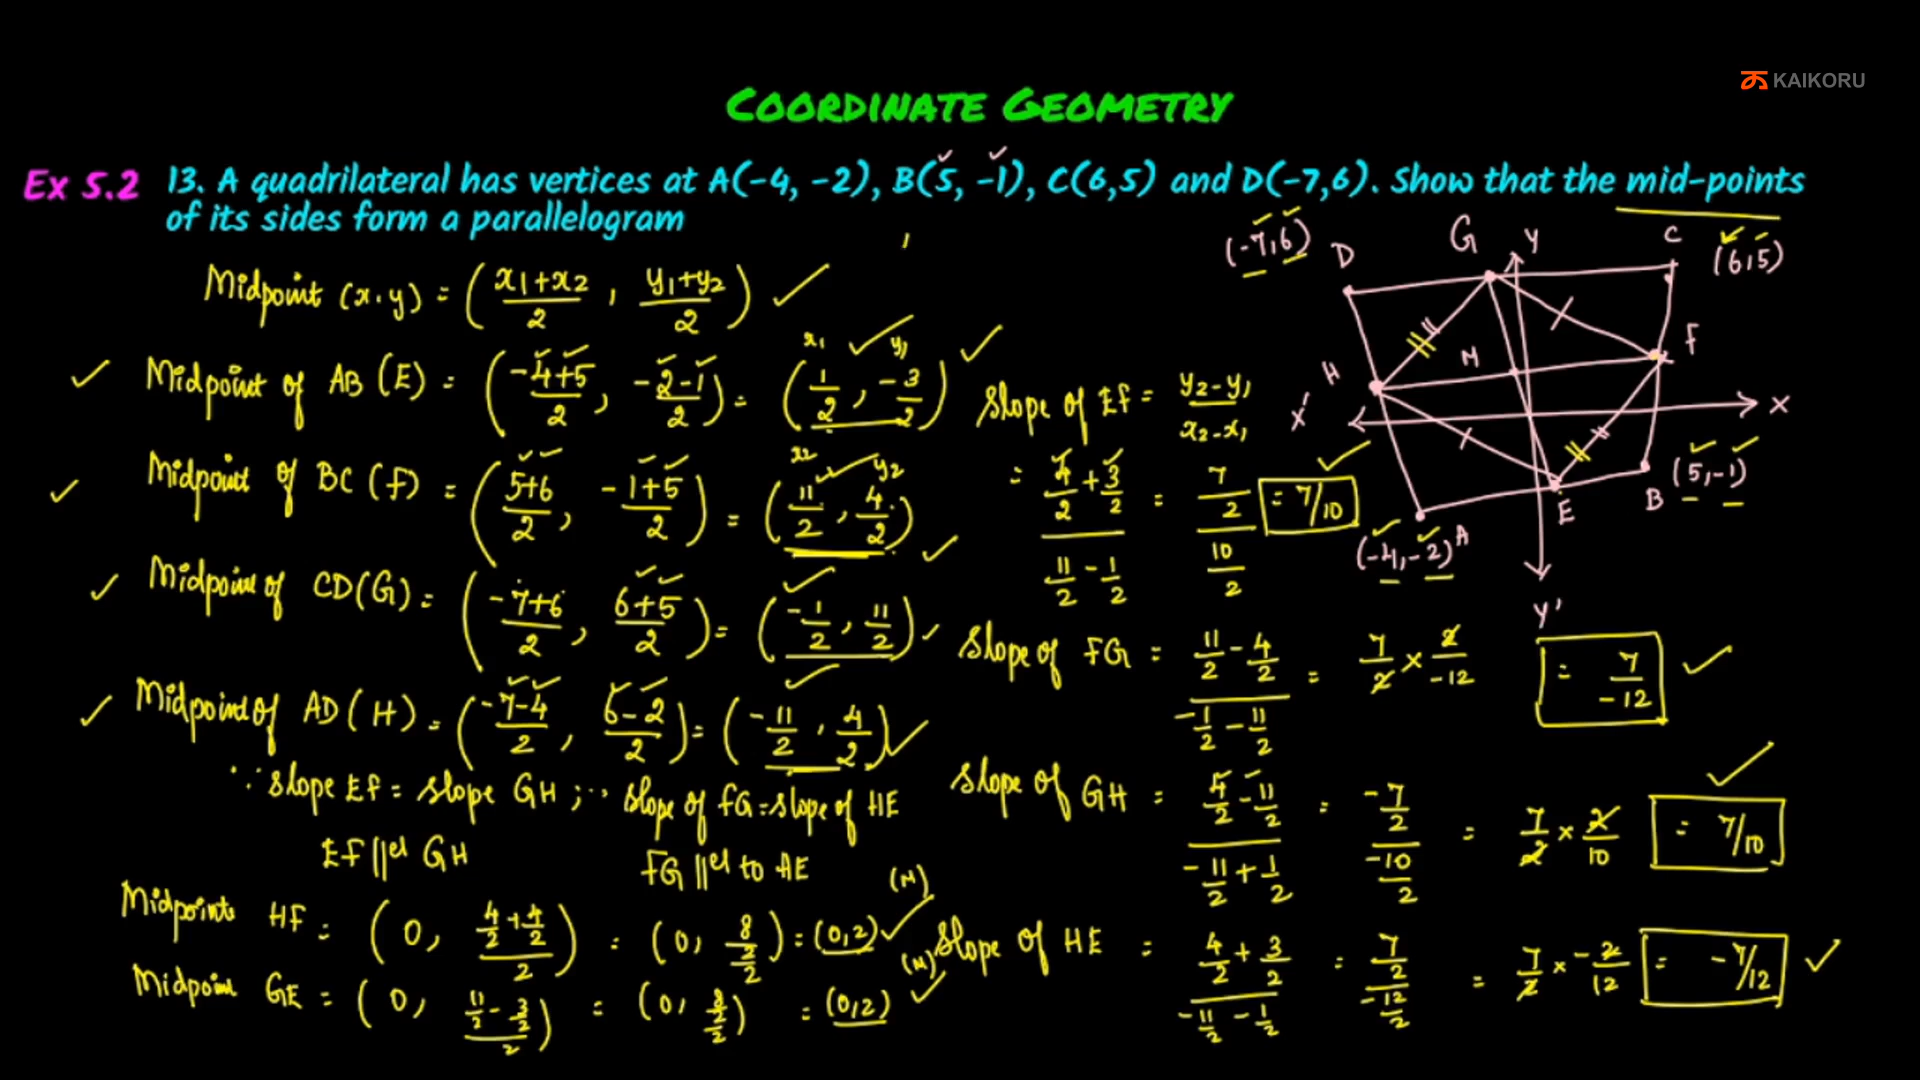 KAIKORU
COORDINATE GEOMETRY
Ex 5.2 13. A quadrilateral has vertices at A(-4, -2), B(5, -1), C(6,5) and D(-7,6). Show that the mid-points
of its sides form a parallelogram
Midpoint (x.y) = ( x1+x2 / 2 , y1+y2 / 2 )
Midpoint of AB (E) = ( -4+5 / 2 , -2-1 / 2 ) = ( 1/2 , -3/2 )
x1 y1
Midpoint of BC (F) = ( 5+6 / 2 , -1+5 / 2 ) = ( 11/2 , 4/2 )
x2 y2
Midpoint of CD(G) = ( -7+6 / 2 , 6+5 / 2 ) = ( -1/2 , 11/2 )
Midpoint of AD(H) = ( -7-4 / 2 , 6-2 / 2 ) = ( -11/2 , 4/2 )
∵ slope EF = slope GH ; ∵ slope of FG = slope of HE
EF ||el GH FG ||el to HE
Midpoints HF = ( 0, 4/2+4/2 / 2 ) = (0, 8/2 / 2) = (0,2) (M)
Midpoint GE = ( 0, 11/2-3/2 / 2 ) = (0, 8/2 / 2) = (0,2) (M)
Slope of EF = y2-y1 / x2-x1
= 4/2+3/2 / 11/2-1/2 = 7/2 / 10/2 = 7/10
Slope of FG = 11/2-4/2 / -1/2-11/2 = 7/2 × 2/-12 = 7/-12
Slope of GH = 4/2-11/2 / -11/2+1/2 = -7/2 / -10/2 = 7/2 × 2/10 = 7/10
Slope of HE = 4/2+3/2 / -11/2-1/2 = 7/2 / -12/2 = 7/2 × -2/12 = -7/12
(-7,6) D G Y C (6,5)
H M F
X' X
(-4,-2) A E B (5,-1)
Y'